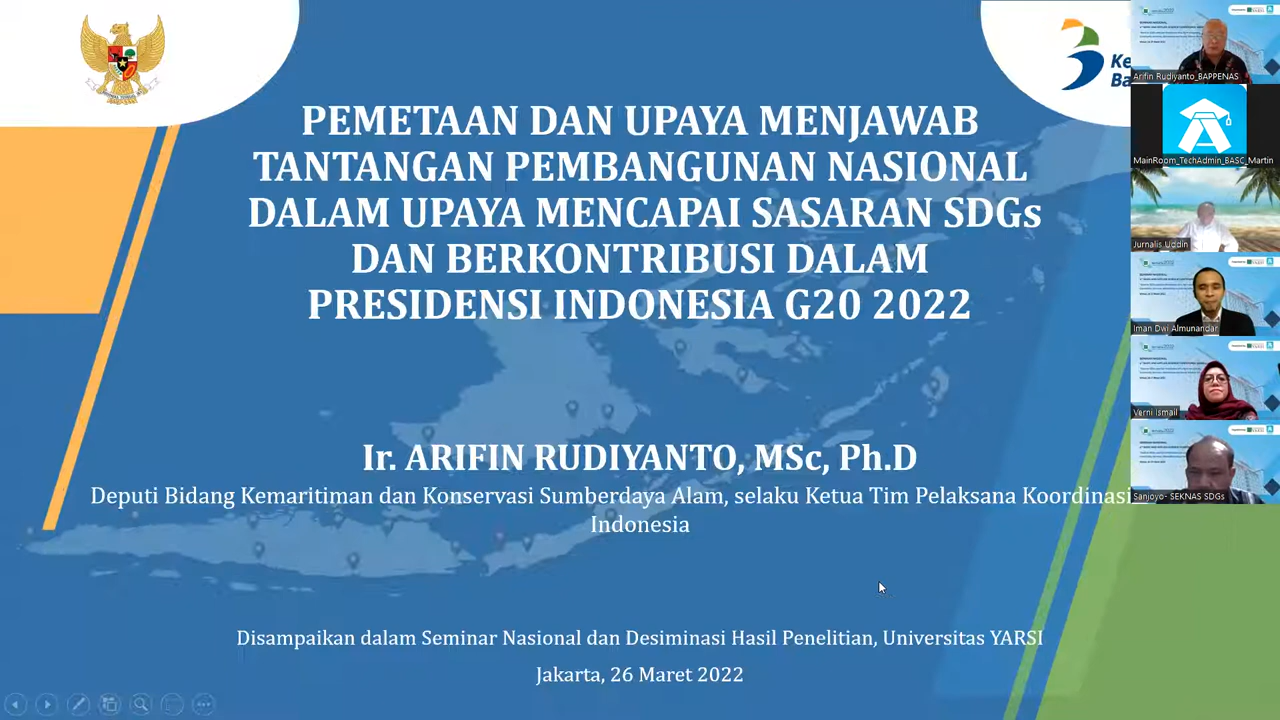 PEMETAAN DAN UPAYA MENJAWAB
TANTANGAN PEMBANGUNAN NASIONAL
DALAM UPAYA MENCAPAI SASARAN SDGs
DAN BERKONTRIBUSI DALAM
PRESIDENSI INDONESIA G20 2022
Ir. ARIFIN RUDIYANTO, MSc, Ph.D
Deputi Bidang Kemaritiman dan Konservasi Sumberdaya Alam, selaku Ketua Tim Pelaksana Koordinasi
Indonesia
Disampaikan dalam Seminar Nasional dan Desiminasi Hasil Penelitian, Universitas YARSI
Jakarta, 26 Maret 2022
Ke
Ba
Arifin Rudiyanto_BAPPENAS
MainRoom_TechAdmin_BASC_Martin
Jurnalis Uddin
Iman Dwi Almunandar
Verni Ismail
Sanjoyo- SEKNAS SDGs